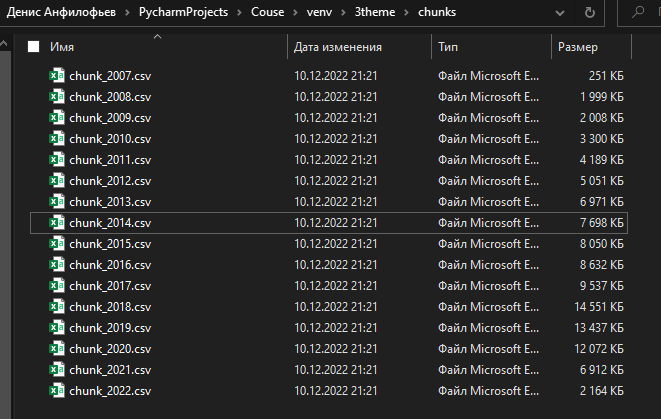 Денис Анфилофьев > PycharmProjects > Couse > venv > 3theme > chunks
Имя Дата изменения Тип Размер
chunk_2007.csv 10.12.2022 21:21 Файл Microsoft E... 251 КБ
chunk_2008.csv 10.12.2022 21:21 Файл Microsoft E... 1 999 КБ
chunk_2009.csv 10.12.2022 21:21 Файл Microsoft E... 2 008 КБ
chunk_2010.csv 10.12.2022 21:21 Файл Microsoft E... 3 300 КБ
chunk_2011.csv 10.12.2022 21:21 Файл Microsoft E... 4 189 КБ
chunk_2012.csv 10.12.2022 21:21 Файл Microsoft E... 5 051 КБ
chunk_2013.csv 10.12.2022 21:21 Файл Microsoft E... 6 971 КБ
chunk_2014.csv 10.12.2022 21:21 Файл Microsoft E... 7 698 КБ
chunk_2015.csv 10.12.2022 21:21 Файл Microsoft E... 8 050 КБ
chunk_2016.csv 10.12.2022 21:21 Файл Microsoft E... 8 632 КБ
chunk_2017.csv 10.12.2022 21:21 Файл Microsoft E... 9 537 КБ
chunk_2018.csv 10.12.2022 21:21 Файл Microsoft E... 14 551 КБ
chunk_2019.csv 10.12.2022 21:21 Файл Microsoft E... 13 437 КБ
chunk_2020.csv 10.12.2022 21:21 Файл Microsoft E... 12 072 КБ
chunk_2021.csv 10.12.2022 21:21 Файл Microsoft E... 6 912 КБ
chunk_2022.csv 10.12.2022 21:21 Файл Microsoft E... 2 164 КБ